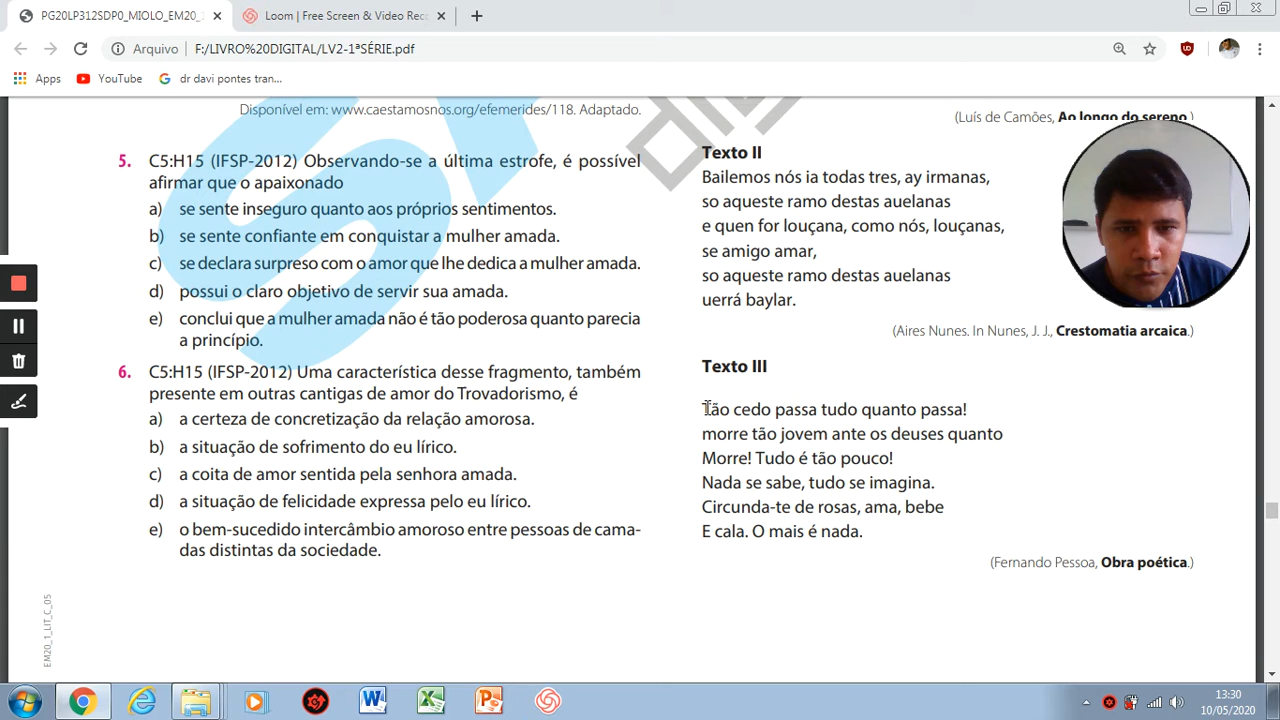 PG20LP312SDP0_MIOLO_EM20_
Loom | Free Screen & Video Rec
Arquivo
F:/LIVRO%20DIGITAL/LV2-1ªSÉRIE.pdf
Apps
YouTube
dr davi pontes tran...
Disponível em: www.caestamosnos.org/efemerides/118. Adaptado.
5. C5:H15 (IFSP-2012) Observando-se a última estrofe, é possível
afirmar que o apaixonado
a) se sente inseguro quanto aos próprios sentimentos.
b) se sente confiante em conquistar a mulher amada.
c) se declara surpreso com o amor que lhe dedica a mulher amada.
d) possui o claro objetivo de servir sua amada.
e) conclui que a mulher amada não é tão poderosa quanto parecia
a princípio.
6. C5:H15 (IFSP-2012) Uma característica desse fragmento, também
presente em outras cantigas de amor do Trovadorismo, é
a) a certeza de concretização da relação amorosa.
b) a situação de sofrimento do eu lírico.
c) a coita de amor sentida pela senhora amada.
d) a situação de felicidade expressa pelo eu lírico.
e) o bem-sucedido intercâmbio amoroso entre pessoas de cama-
das distintas da sociedade.
EM20_1_LIT_C_05
(Luís de Camões, Ao longo do sereno.)
Texto II
Bailemos nós ia todas tres, ay irmanas,
so aqueste ramo destas auelanas
e quen for louçana, como nós, louçanas,
se amigo amar,
so aqueste ramo destas auelanas
uerrá baylar.
(Aires Nunes. In Nunes, J. J., Crestomatia arcaica.)
Texto III
Tão cedo passa tudo quanto passa!
morre tão jovem ante os deuses quanto
Morre! Tudo é tão pouco!
Nada se sabe, tudo se imagina.
Circunda-te de rosas, ama, bebe
E cala. O mais é nada.
(Fernando Pessoa, Obra poética.)
13:30
10/05/2020